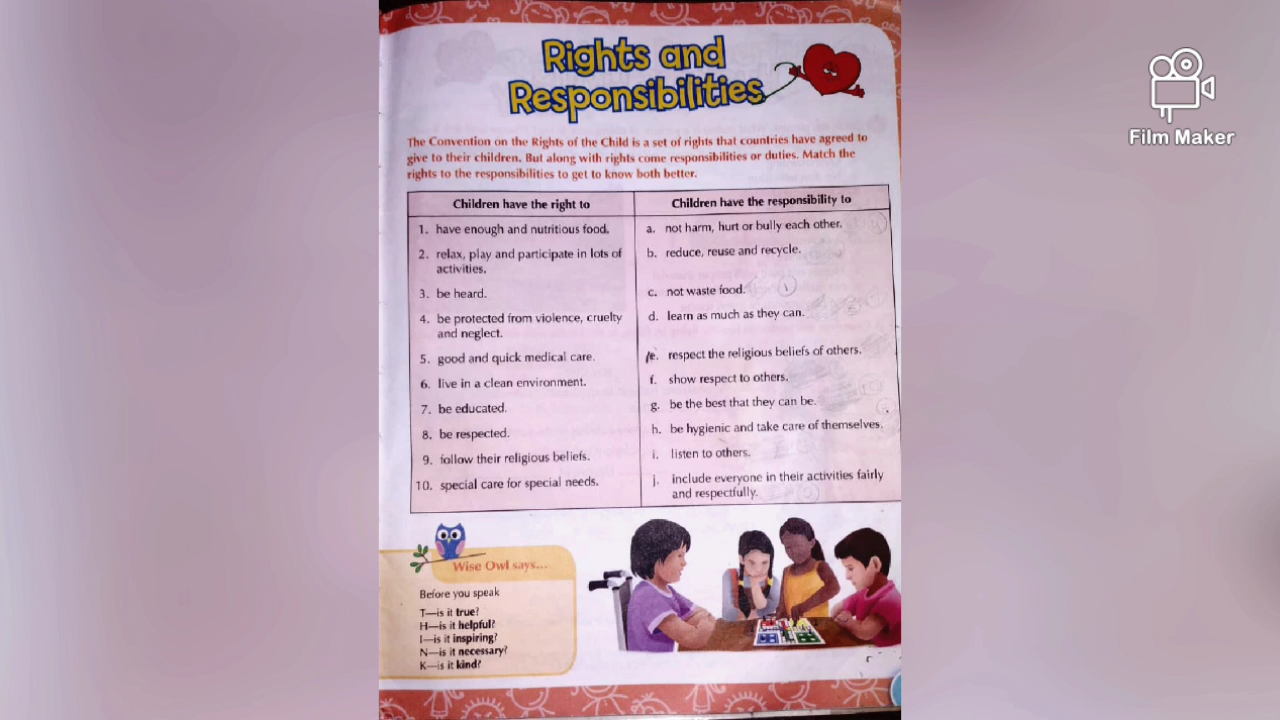 Rights and
Responsibilities
Film Maker
The Convention on the Rights of the Child is a set of rights that countries have agreed to
give to their children. But along with rights come responsibilities or duties. Match the
rights to the responsibilities to get to know both better.
Children have the right to
1. have enough and nutritious food.
2. relax, play and participate in lots of
activities.
3. be heard.
4. be protected from violence, cruelty
and neglect.
5. good and quick medical care.
6. live in a clean environment.
7. be educated.
8. be respected.
9. follow their religious beliefs.
10. special care for special needs.
Children have the responsibility to
a. not harm, hurt or bully each other.
b. reduce, reuse and recycle.
c. not waste food. 1
d. learn as much as they can.
e. respect the religious beliefs of others.
f. show respect to others.
g. be the best that they can be.
h. be hygienic and take care of themselves.
i. listen to others.
j. include everyone in their activities fairly
and respectfully.
Wise Owl says...
Before you speak
T—is it true?
H—is it helpful?
I—is it inspiring?
N—is it necessary?
K—is it kind?